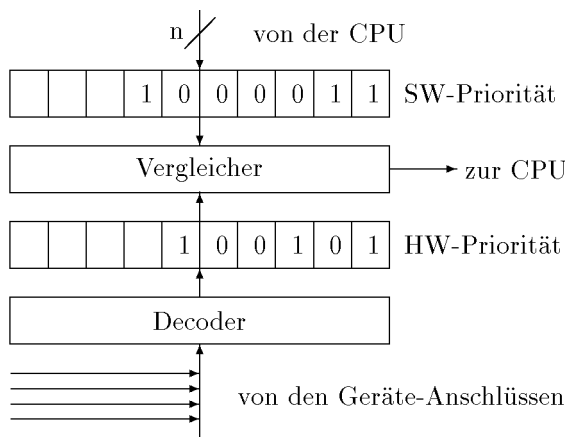 n von der CPU
1 0 0 0 0 1 1 SW-Priorität
Vergleicher zur CPU
1 0 0 1 0 1 HW-Priorität
Decoder
von den Geräte-Anschlüssen